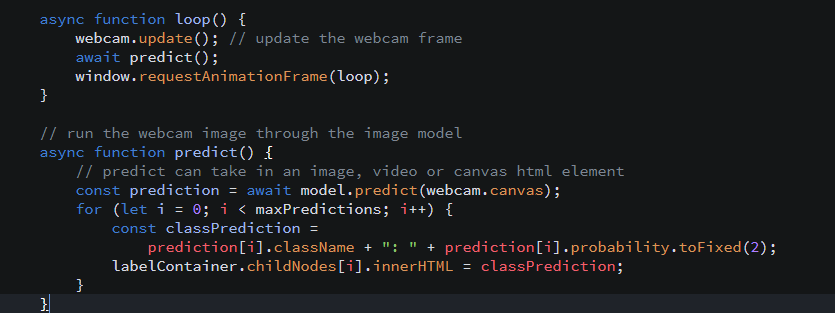 async function loop() {
webcam.update(); // update the webcam frame
await predict();
window.requestAnimationFrame(loop);
}
// run the webcam image through the image model
async function predict() {
// predict can take in an image, video or canvas html element
const prediction = await model.predict(webcam.canvas);
for (let i = 0; i < maxPredictions; i++) {
const classPrediction =
prediction[i].className + ": " + prediction[i].probability.toFixed(2);
labelContainer.childNodes[i].innerHTML = classPrediction;
}
}